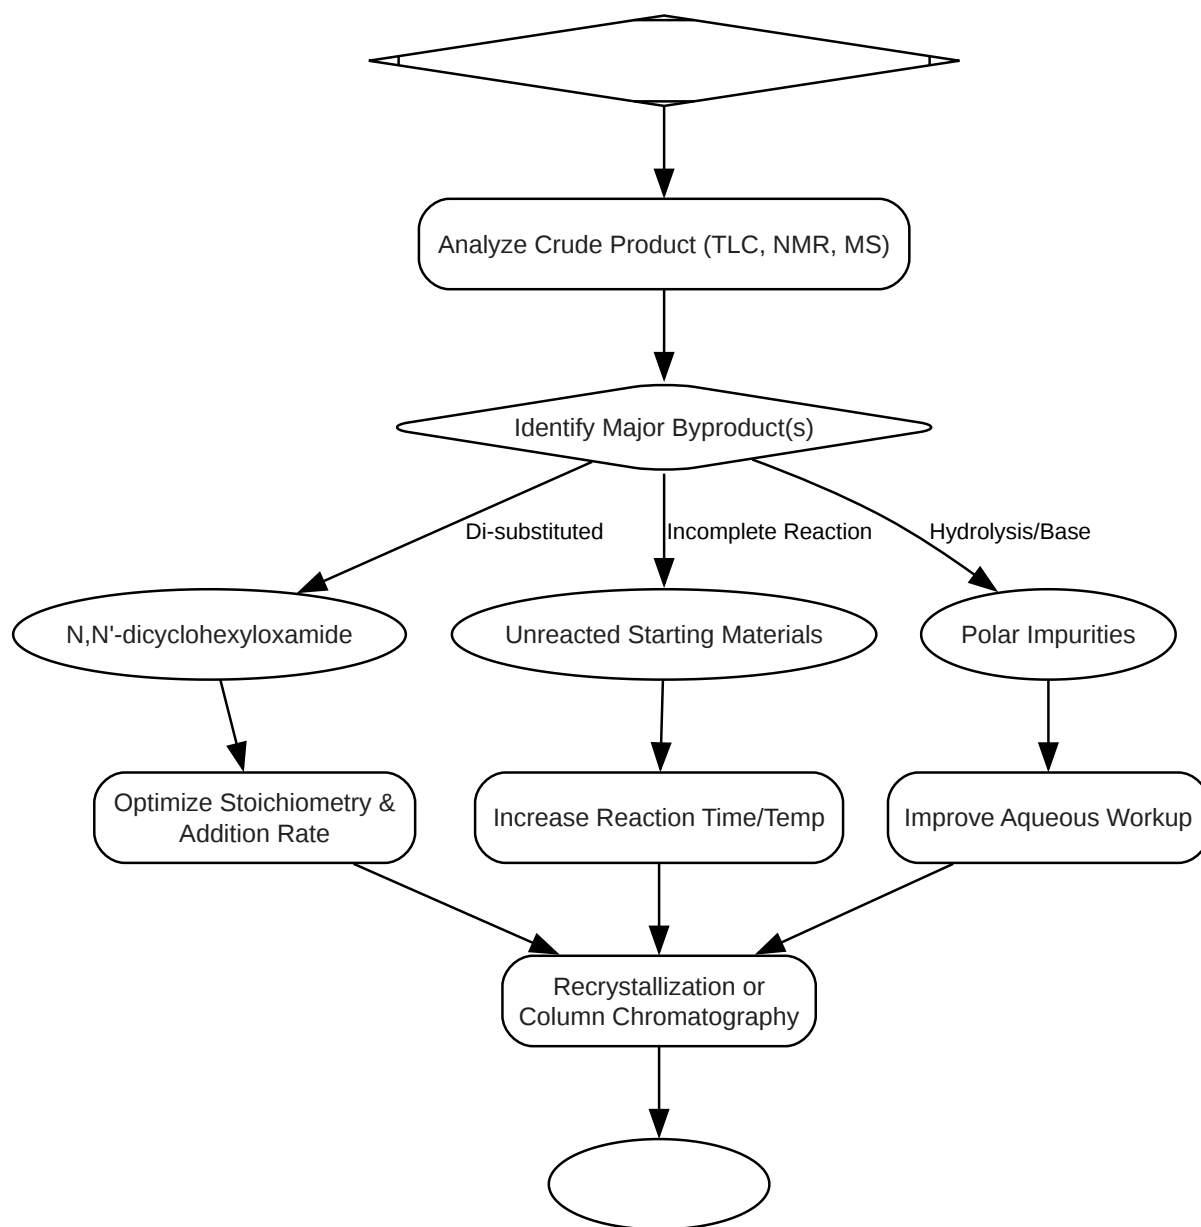 Analyze Crude Product (TLC, NMR, MS)
Identify Major Byproduct(s)
Di-substituted
Incomplete Reaction
Hydrolysis/Base
N,N'-dicyclohexyloxamide
Unreacted Starting Materials
Polar Impurities
Optimize Stoichiometry &
Addition Rate
Increase Reaction Time/Temp
Improve Aqueous Workup
Recrystallization or
Column Chromatography